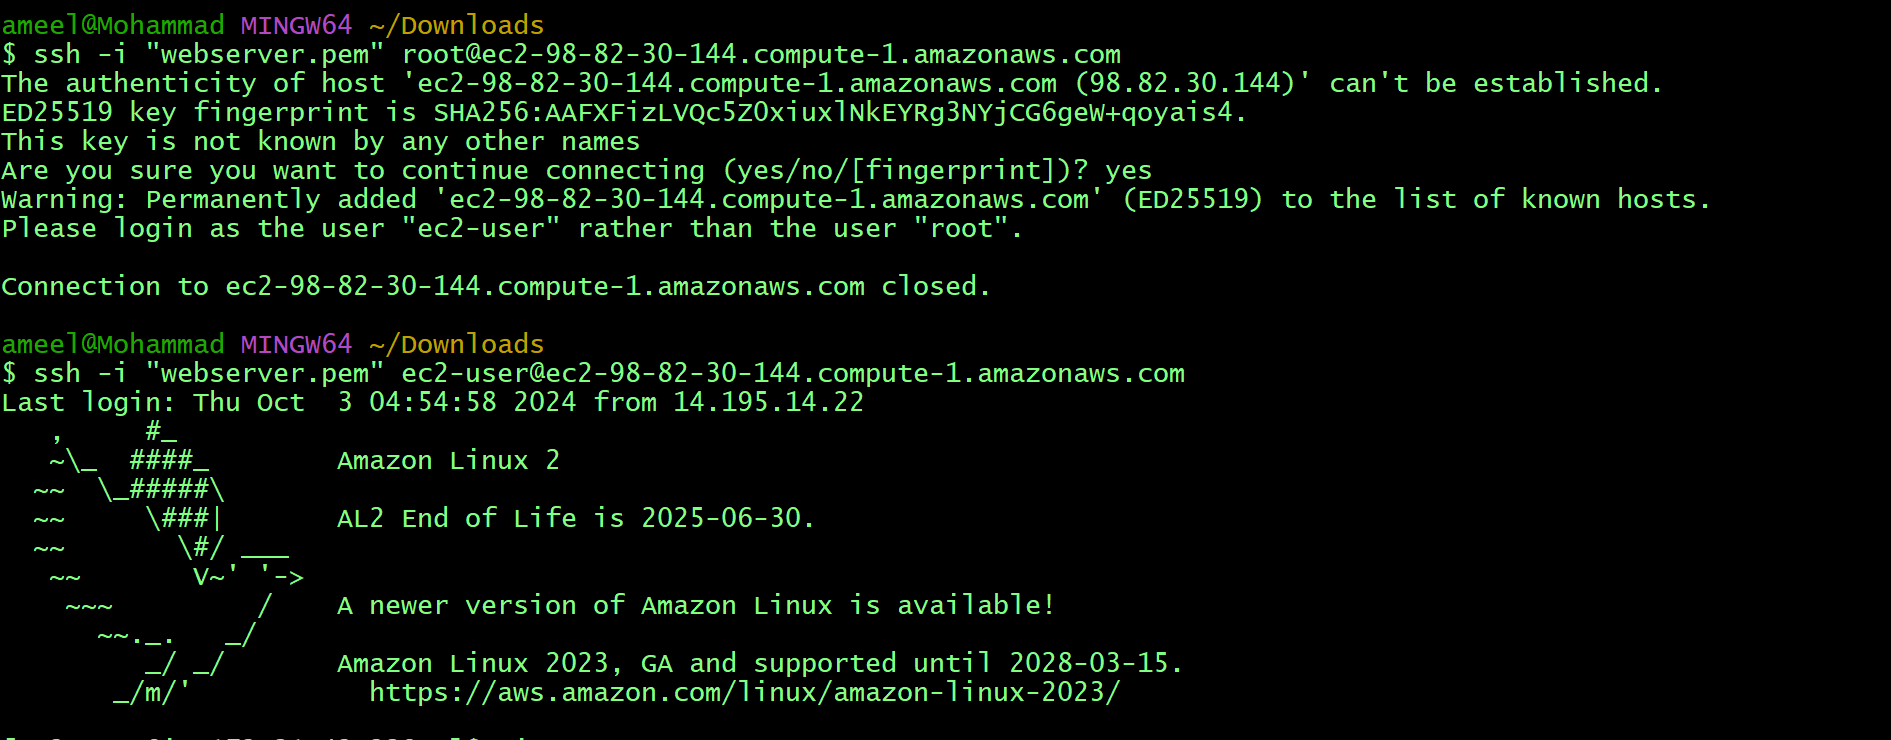 ameel@Mohammad MINGW64 ~/Downloads
$ ssh -i "webserver.pem" root@ec2-98-82-30-144.compute-1.amazonaws.com
The authenticity of host 'ec2-98-82-30-144.compute-1.amazonaws.com (98.82.30.144)' can't be established.
ED25519 key fingerprint is SHA256:AAFXFizLVQc5ZOxiuxlNkEYRg3NYjCG6geW+qoyais4.
This key is not known by any other names
Are you sure you want to continue connecting (yes/no/[fingerprint])? yes
Warning: Permanently added 'ec2-98-82-30-144.compute-1.amazonaws.com' (ED25519) to the list of known hosts.
Please login as the user "ec2-user" rather than the user "root".
Connection to ec2-98-82-30-144.compute-1.amazonaws.com closed.
ameel@Mohammad MINGW64 ~/Downloads
$ ssh -i "webserver.pem" ec2-user@ec2-98-82-30-144.compute-1.amazonaws.com
Last login: Thu Oct  3 04:54:58 2024 from 14.195.14.22
   ,     #_
   ~\_  ####_        Amazon Linux 2
  ~~  \_#####\
  ~~     \###|       AL2 End of Life is 2025-06-30.
  ~~       \#/ ___
   ~~       V~' '->
    ~~~         /    A newer version of Amazon Linux is available!
      ~~._.   _/
         _/ _/       Amazon Linux 2023, GA and supported until 2028-03-15.
       _/m/'           https://aws.amazon.com/linux/amazon-linux-2023/